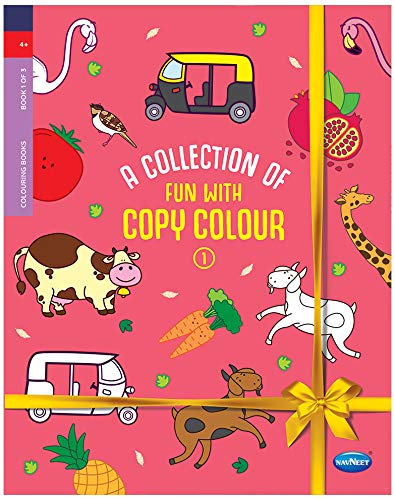 4+
BOOK 1 OF 3
COLOURING BOOKS
A COLLECTION OF
FUN WITH
COPY COLOUR
1
NAVNEET